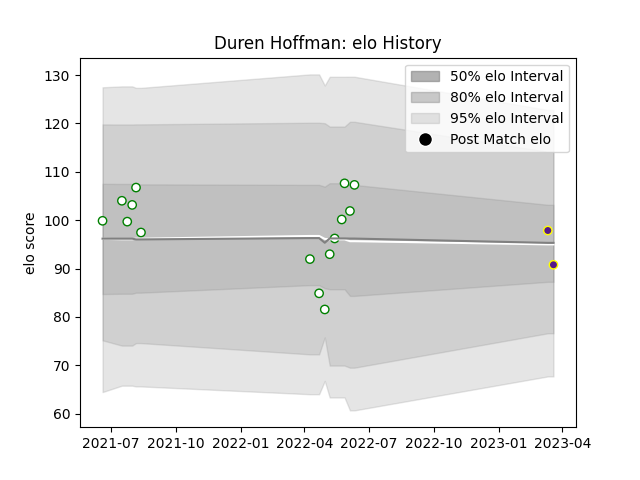 Duren Hoffman: elo History
50% elo Interval
80% elo Interval
95% elo Interval
Post Match elo
elo score
130
120
110
100
90
80
70
60
2021-07 2021-10 2022-01 2022-04 2022-07 2022-10 2023-01 2023-04